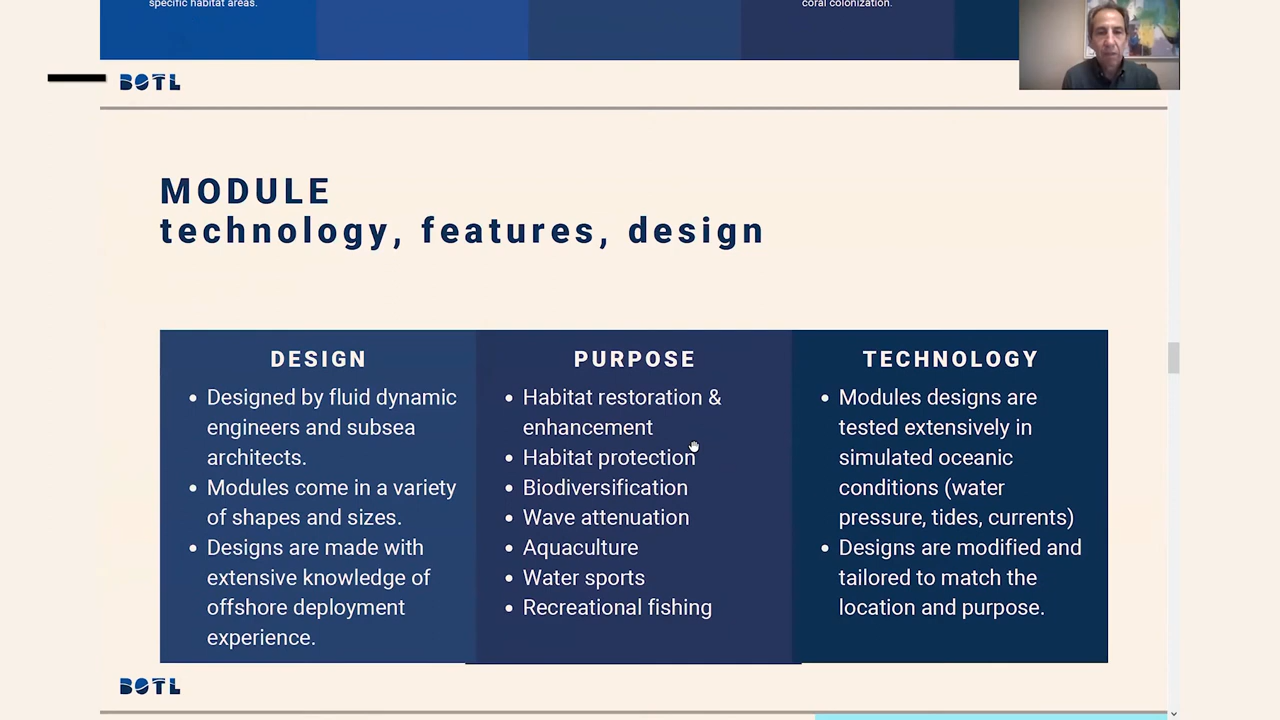 specific habitat areas.
coral colonization.
BOTL
MODULE
technology, features, design
DESIGN
• Designed by fluid dynamic
engineers and subsea
architects.
• Modules come in a variety
of shapes and sizes.
• Designs are made with
extensive knowledge of
offshore deployment
experience.
PURPOSE
• Habitat restoration &
enhancement
• Habitat protection
• Biodiversification
• Wave attenuation
• Aquaculture
• Water sports
• Recreational fishing
TECHNOLOGY
• Modules designs are
tested extensively in
simulated oceanic
conditions (water
pressure, tides, currents)
• Designs are modified and
tailored to match the
location and purpose.
BOTL